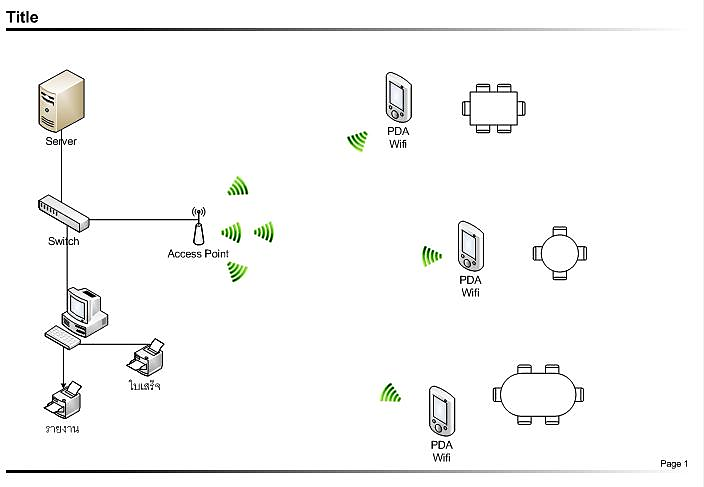 Title
Server
PDA
Wifi
Switch
Access Point
PDA
Wifi
ใบเสร็จ
รายงาน
PDA
Wifi
Page 1